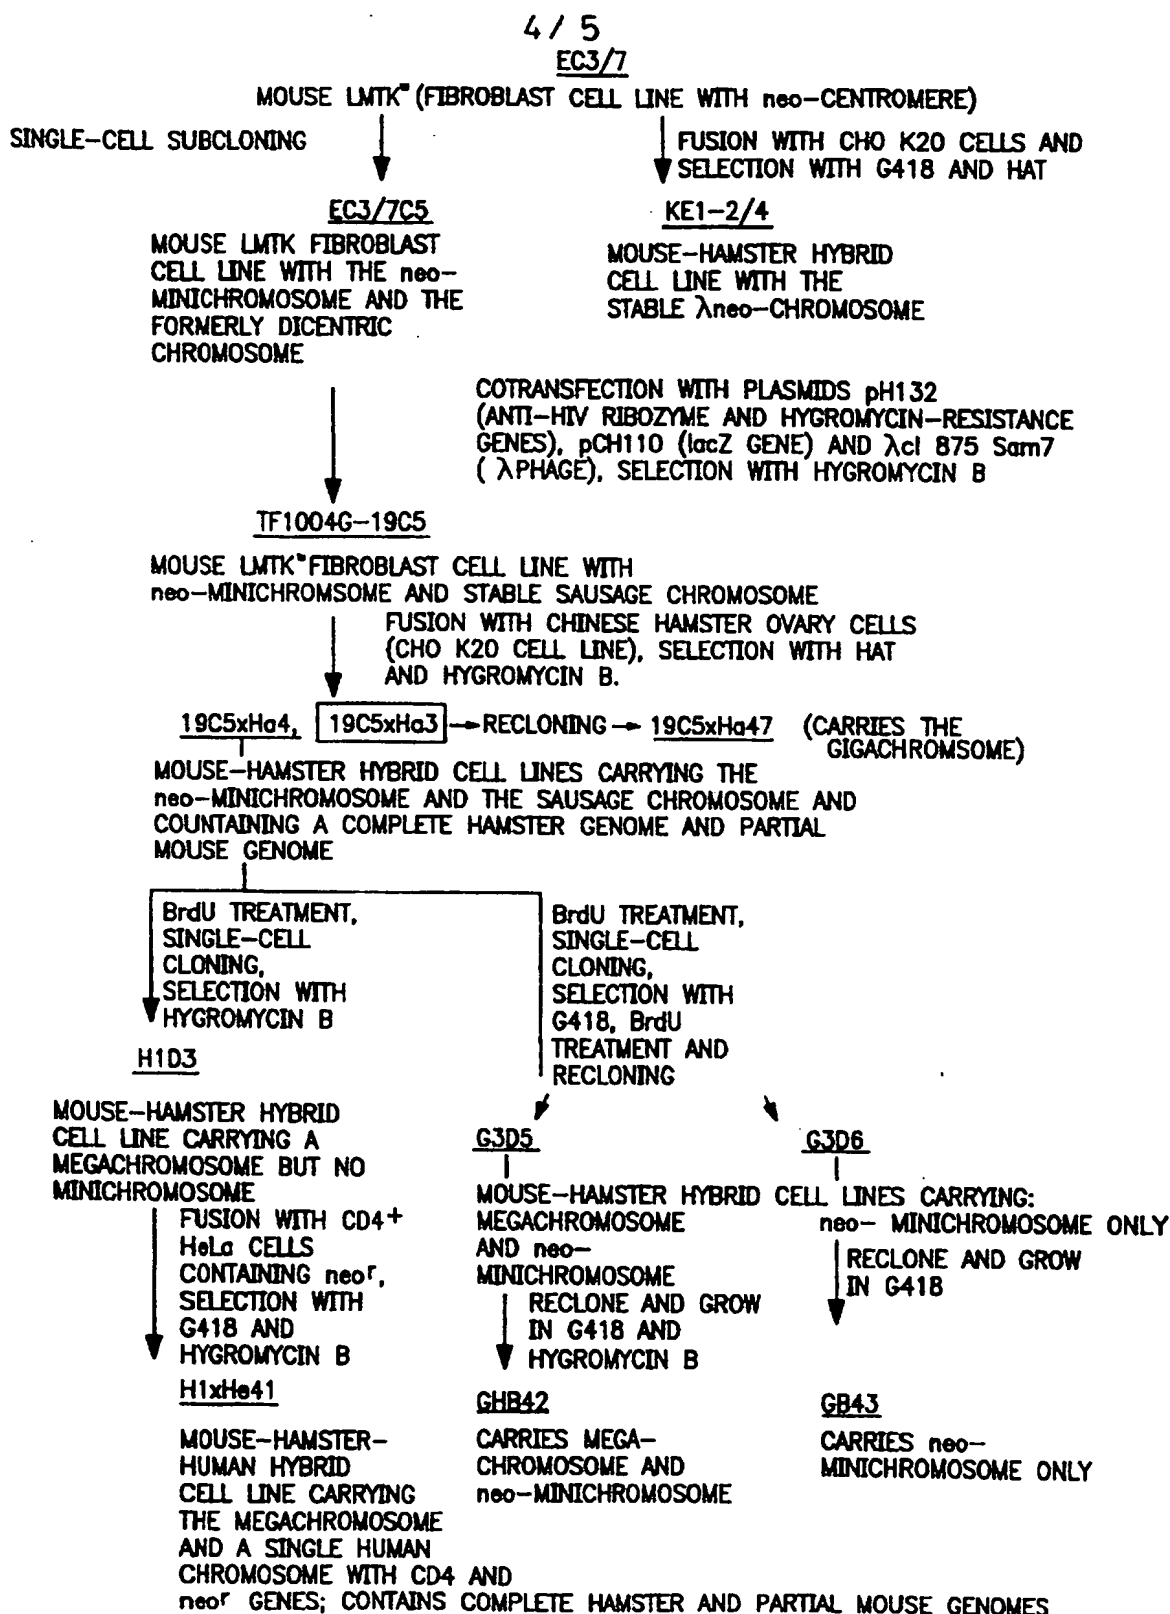 4/5
EC3/7
MOUSE LMTK⁻ (FIBROBLAST CELL LINE WITH neo-CENTROMERE)
SINGLE-CELL SUBCLONING
FUSION WITH CHO K20 CELLS AND
SELECTION WITH G418 AND HAT
EC3/7C5
MOUSE LMTK FIBROBLAST
CELL LINE WITH THE neo-
MINICHROMOSOME AND THE
FORMERLY DICENTRIC
CHROMOSOME
KE1-2/4
MOUSE-HAMSTER HYBRID
CELL LINE WITH THE
STABLE λneo-CHROMOSOME
COTRANSFECTION WITH PLASMIDS pH132
(ANTI-HIV RIBOZYME AND HYGROMYCIN-RESISTANCE
GENES), pCH110 (lacZ GENE) AND λcI 875 Sam7
( λPHAGE), SELECTION WITH HYGROMYCIN B
TF1004G-19C5
MOUSE LMTK⁻ FIBROBLAST CELL LINE WITH
neo-MINICHROMSOME AND STABLE SAUSAGE CHROMOSOME
FUSION WITH CHINESE HAMSTER OVARY CELLS
(CHO K20 CELL LINE), SELECTION WITH HAT
AND HYGROMYCIN B.
19C5xHa4, 19C5xHa3 → RECLONING → 19C5xHa47 (CARRIES THE
GIGACHROMSOME)
MOUSE-HAMSTER HYBRID CELL LINES CARRYING THE
neo-MINICHROMOSOME AND THE SAUSAGE CHROMOSOME AND
COUNTAINING A COMPLETE HAMSTER GENOME AND PARTIAL
MOUSE GENOME
BrdU TREATMENT,
SINGLE-CELL
CLONING,
SELECTION WITH
HYGROMYCIN B
BrdU TREATMENT,
SINGLE-CELL
CLONING,
SELECTION WITH
G418, BrdU
TREATMENT AND
RECLONING
H1D3
MOUSE-HAMSTER HYBRID
CELL LINE CARRYING A
MEGACHROMOSOME BUT NO
MINICHROMOSOME
G3D5
G3D6
MOUSE-HAMSTER HYBRID CELL LINES CARRYING:
MEGACHROMOSOME
AND neo-
MINICHROMOSOME
neo- MINICHROMOSOME ONLY
FUSION WITH CD4+
HeLa CELLS
CONTAINING neoʳ,
SELECTION WITH
G418 AND
HYGROMYCIN B
RECLONE AND GROW
IN G418 AND
HYGROMYCIN B
RECLONE AND GROW
IN G418
H1xHe41
MOUSE-HAMSTER-
HUMAN HYBRID
CELL LINE CARRYING
THE MEGACHROMOSOME
AND A SINGLE HUMAN
CHROMOSOME WITH CD4 AND
neoʳ GENES; CONTAINS COMPLETE HAMSTER AND PARTIAL MOUSE GENOMES
GHB42
CARRIES MEGA-
CHROMOSOME AND
neo-MINICHROMOSOME
GB43
CARRIES neo-
MINICHROMOSOME ONLY